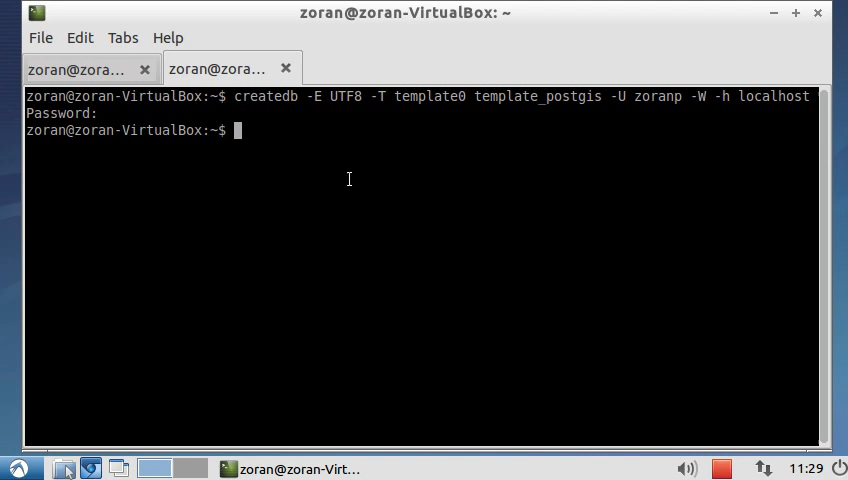 zoran@zoran-VirtualBox: ~
File Edit Tabs Help
zoran@zora...
zoran@zora...
zoran@zoran-VirtualBox:~$ createdb -E UTF8 -T template0 template_postgis -U zoranp -W -h localhost
Password:
zoran@zoran-VirtualBox:~$
zoran@zoran-Virt...
11:29